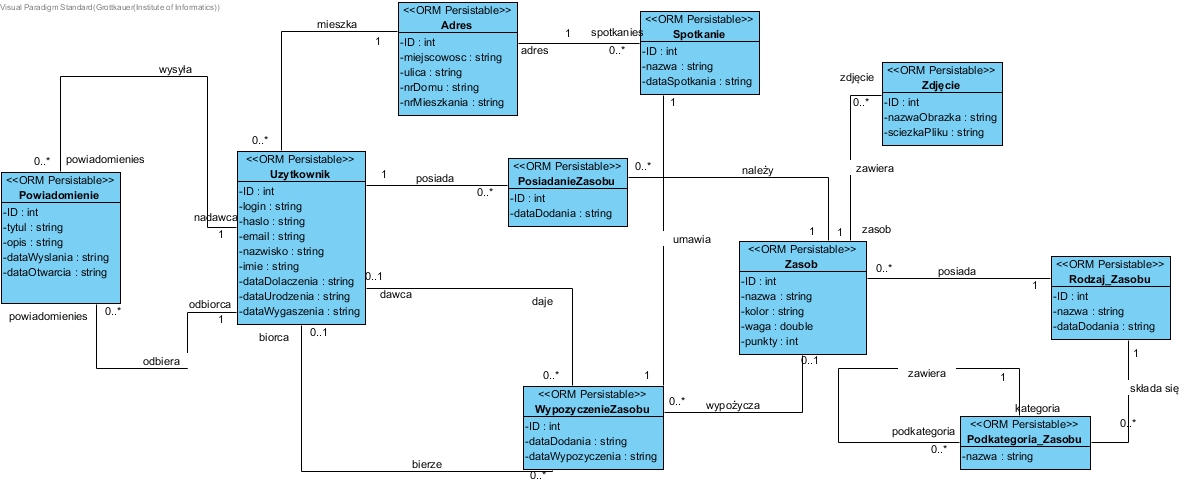 Visual Paradigm Standard(Grottkauer(Institute of Informatics))
<<ORM Persistable>>
Adres
-ID : int
-miejscowosc : string
-ulica : string
-nrDomu : string
-nrMieszkania : string
<<ORM Persistable>>
Spotkanie
-ID : int
-nazwa : string
-dataSpotkania : string
<<ORM Persistable>>
Zdjęcie
-ID : int
-nazwaObrazka : string
-sciezkaPliku : string
mieszka
1
0..*
1
adres
spotkanies
0..*
wysyła
0..*
powiadomienies
nadawca
1
<<ORM Persistable>>
Powiadomienie
-ID : int
-tytul : string
-opis : string
-dataWyslania : string
-dataOtwarcia : string
powiadomienies
0..*
odbiera
odbiorca
1
<<ORM Persistable>>
Uzytkownik
-ID : int
-login : string
-haslo : string
-email : string
-nazwisko : string
-imie : string
-dataDolaczenia : string
-dataUrodzenia : string
-dataWygaszenia : string
1
posiada
0..*
<<ORM Persistable>>
PosiadanieZasobu
-ID : int
-dataDodania : string
0..*
należy
1
1
umawia
1
zdjęcie
0..*
zawiera
1
zasob
<<ORM Persistable>>
Zasob
-ID : int
-nazwa : string
-kolor : string
-waga : double
-punkty : int
0..*
posiada
1
<<ORM Persistable>>
Rodzaj_Zasobu
-ID : int
-nazwa : string
-dataDodania : string
0..1
dawca
daje
0..*
biorca
0..1
bierze
0..*
<<ORM Persistable>>
WypozyczenieZasobu
-ID : int
-dataDodania : string
-dataWypozyczenia : string
0..*
wypożycza
0..1
zawiera
1
kategoria
podkategoria
0..*
1
składa się
0..*
<<ORM Persistable>>
Podkategoria_Zasobu
-nazwa : string